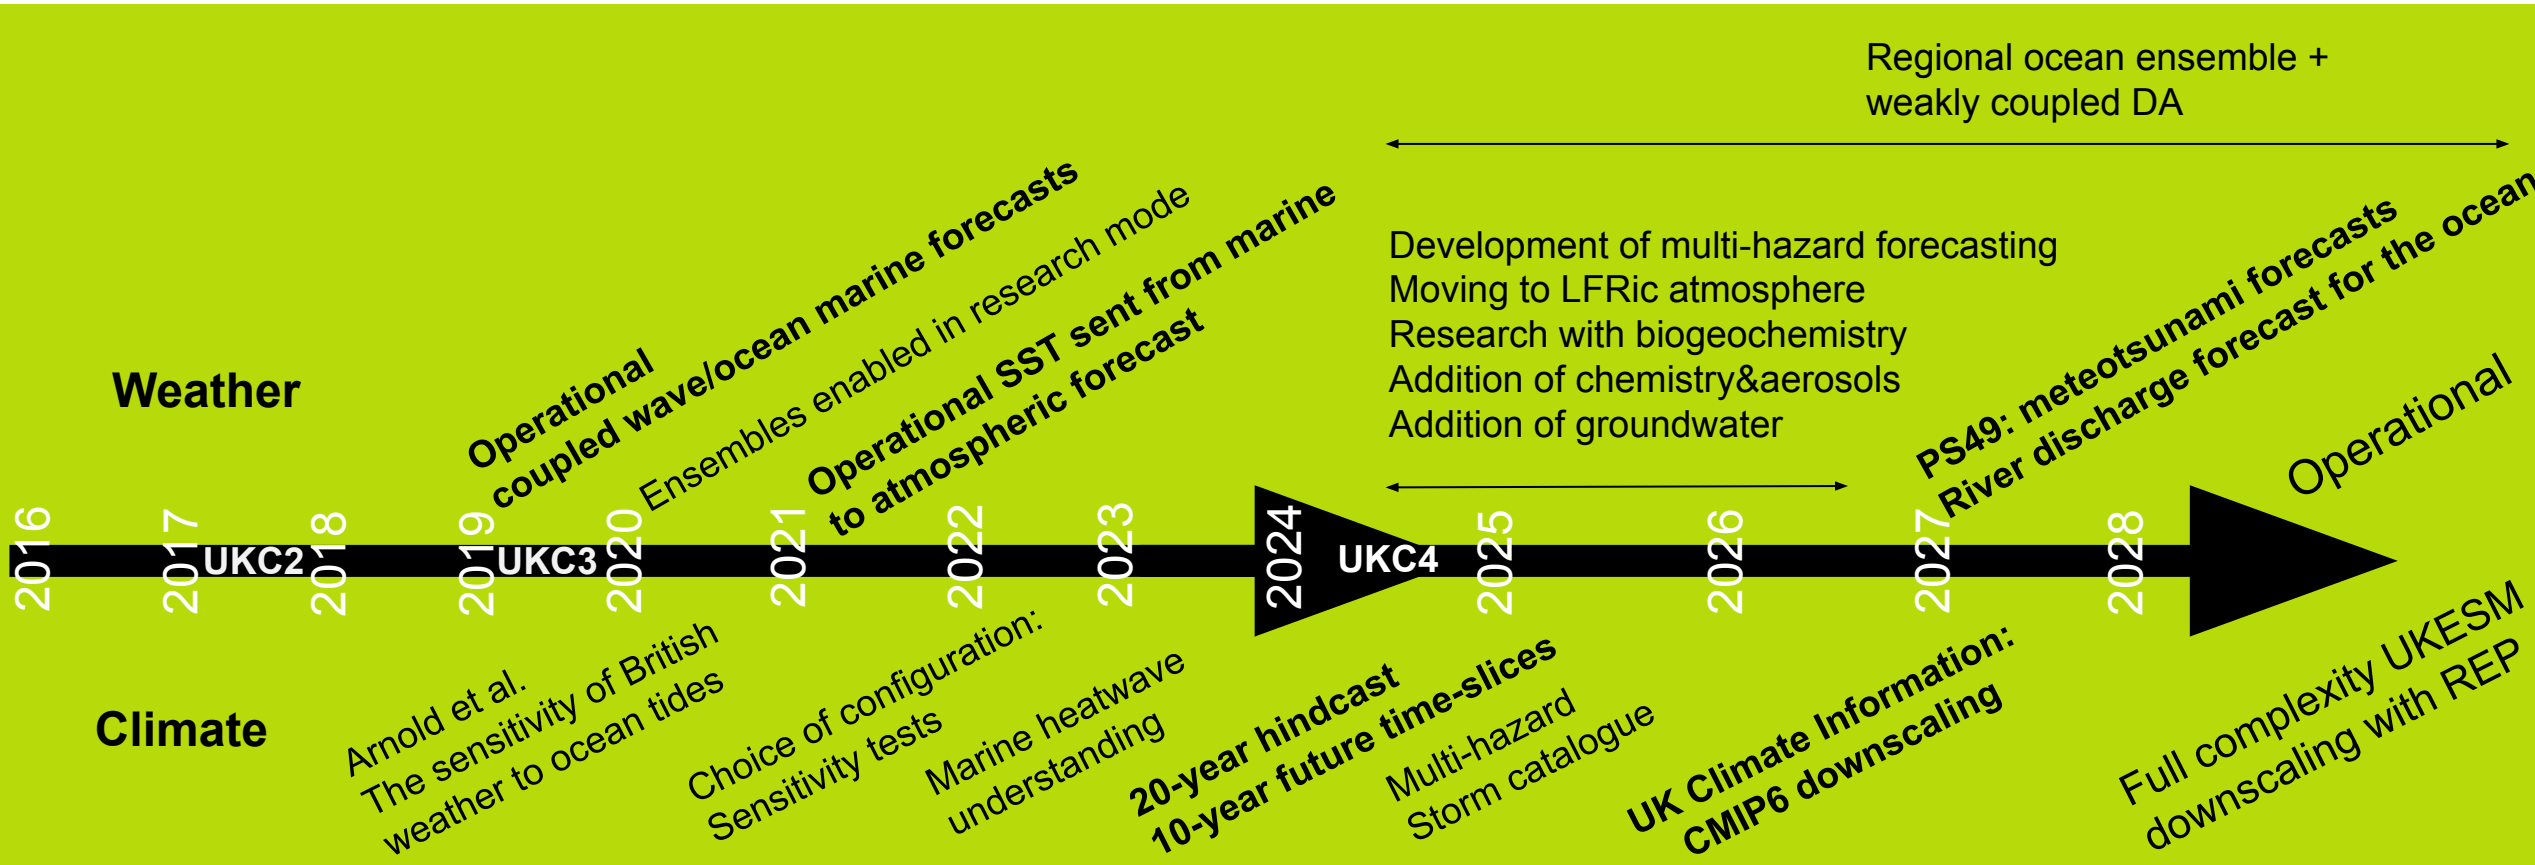 Regional ocean ensemble +
weakly coupled DA
Operational
coupled wave/ocean marine forecasts
Ensembles enabled in research mode
Operational SST sent from marine
to atmospheric forecast
Development of multi-hazard forecasting
Moving to LFRic atmosphere
Research with biogeochemistry
Addition of chemistry&aerosols
Addition of groundwater
PS49: meteotsunami forecasts
River discharge forecast for the ocean
Operational
Weather
2016
2017
UKC2
2018
2019
UKC3
2020
2021
2022
2023
2024
UKC4
2025
2026
2027
2028
Climate
Arnold et al.
The sensitivity of British
weather to ocean tides
Choice of configuration:
Sensitivity tests
Marine heatwave
understanding
20-year hindcast
10-year future time-slices
Multi-hazard
Storm catalogue
UK Climate Information:
CMIP6 downscaling
Full complexity UKESM
downscaling with REP